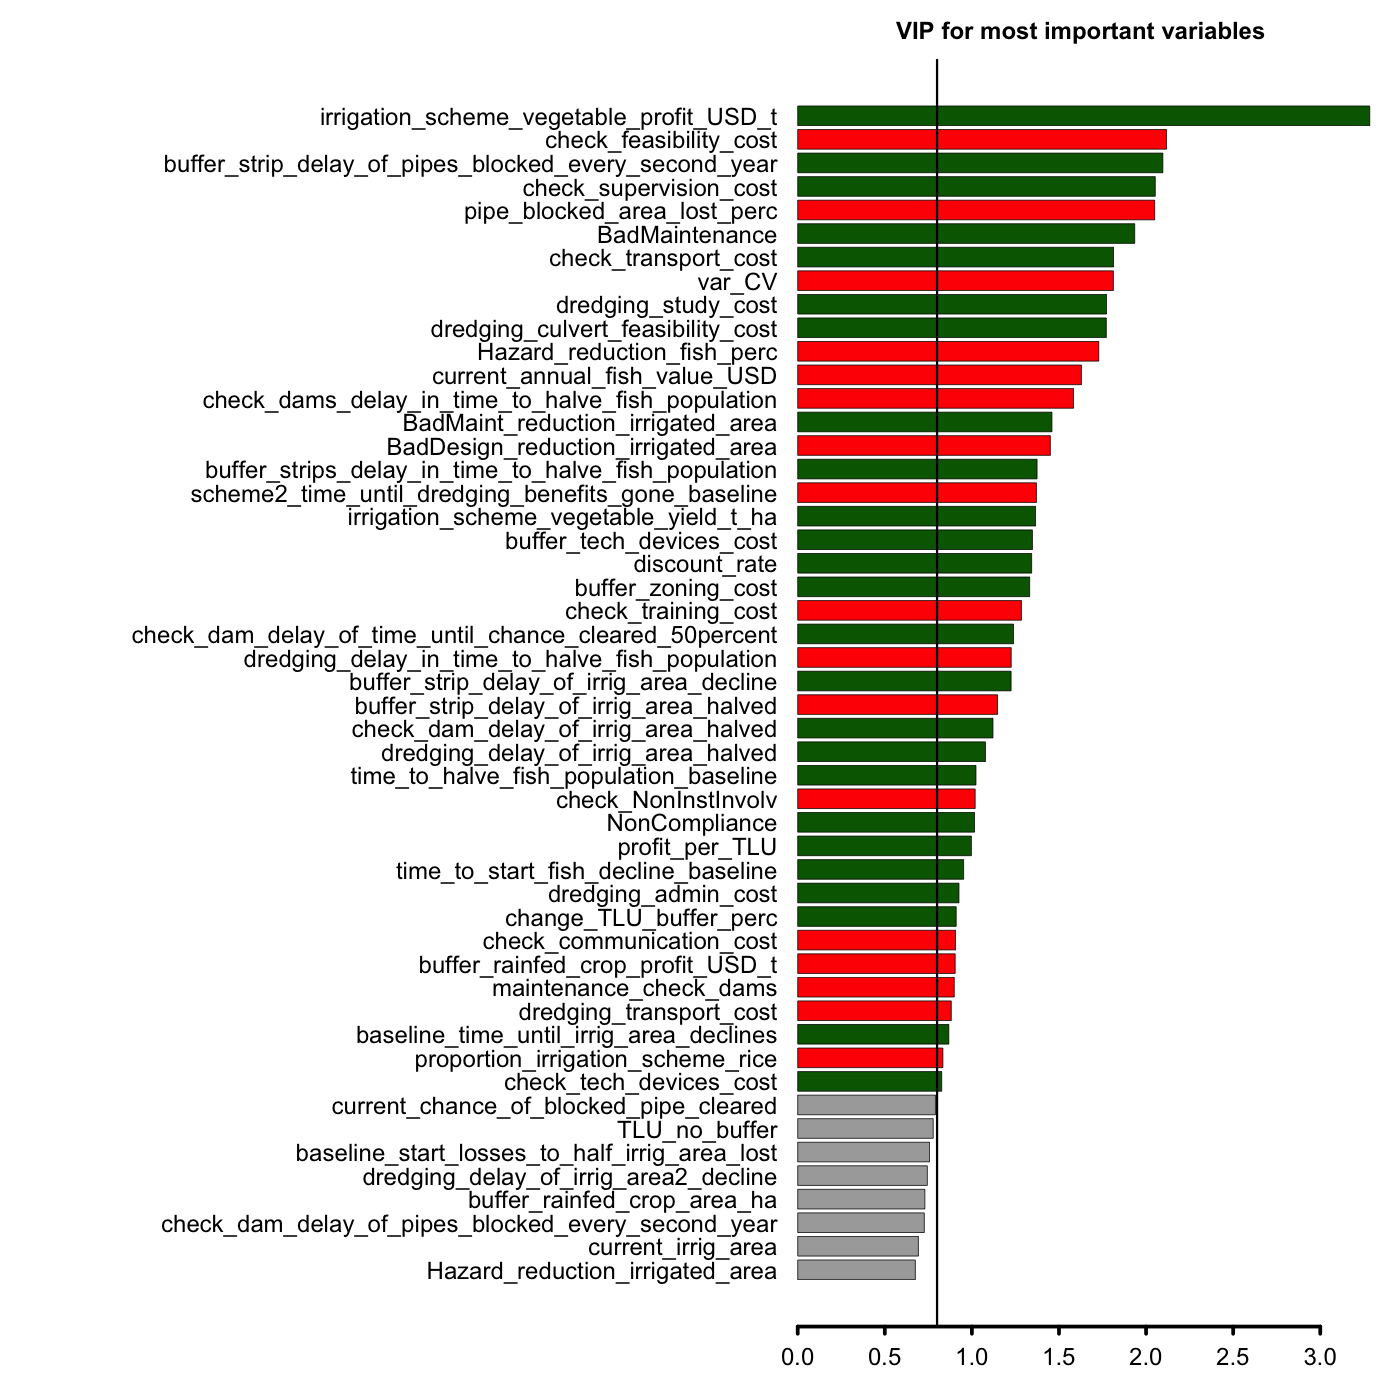 VIP for most important variables
irrigation_scheme_vegetable_profit_USD_t
check_feasibility_cost
buffer_strip_delay_of_pipes_blocked_every_second_year
check_supervision_cost
pipe_blocked_area_lost_perc
BadMaintenance
check_transport_cost
var_CV
dredging_study_cost
dredging_culvert_feasibility_cost
Hazard_reduction_fish_perc
current_annual_fish_value_USD
check_dams_delay_in_time_to_halve_fish_population
BadMaint_reduction_irrigated_area
BadDesign_reduction_irrigated_area
buffer_strips_delay_in_time_to_halve_fish_population
scheme2_time_until_dredging_benefits_gone_baseline
irrigation_scheme_vegetable_yield_t_ha
buffer_tech_devices_cost
discount_rate
buffer_zoning_cost
check_training_cost
check_dam_delay_of_time_until_chance_cleared_50percent
dredging_delay_in_time_to_halve_fish_population
buffer_strip_delay_of_irrig_area_decline
buffer_strip_delay_of_irrig_area_halved
check_dam_delay_of_irrig_area_halved
dredging_delay_of_irrig_area_halved
time_to_halve_fish_population_baseline
check_NonInstInvolv
NonCompliance
profit_per_TLU
time_to_start_fish_decline_baseline
dredging_admin_cost
change_TLU_buffer_perc
check_communication_cost
buffer_rainfed_crop_profit_USD_t
maintenance_check_dams
dredging_transport_cost
baseline_time_until_irrig_area_declines
proportion_irrigation_scheme_rice
check_tech_devices_cost
current_chance_of_blocked_pipe_cleared
TLU_no_buffer
baseline_start_losses_to_half_irrig_area_lost
dredging_delay_of_irrig_area2_decline
buffer_rainfed_crop_area_ha
check_dam_delay_of_pipes_blocked_every_second_year
current_irrig_area
Hazard_reduction_irrigated_area
0.0 0.5 1.0 1.5 2.0 2.5 3.0